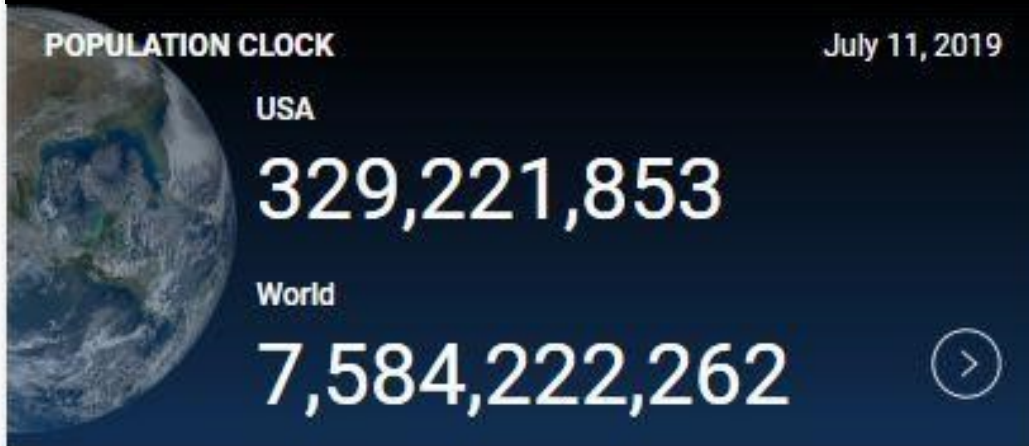 POPULATION CLOCK July 11, 2019
USA
329,221,853
World
7,584,222,262